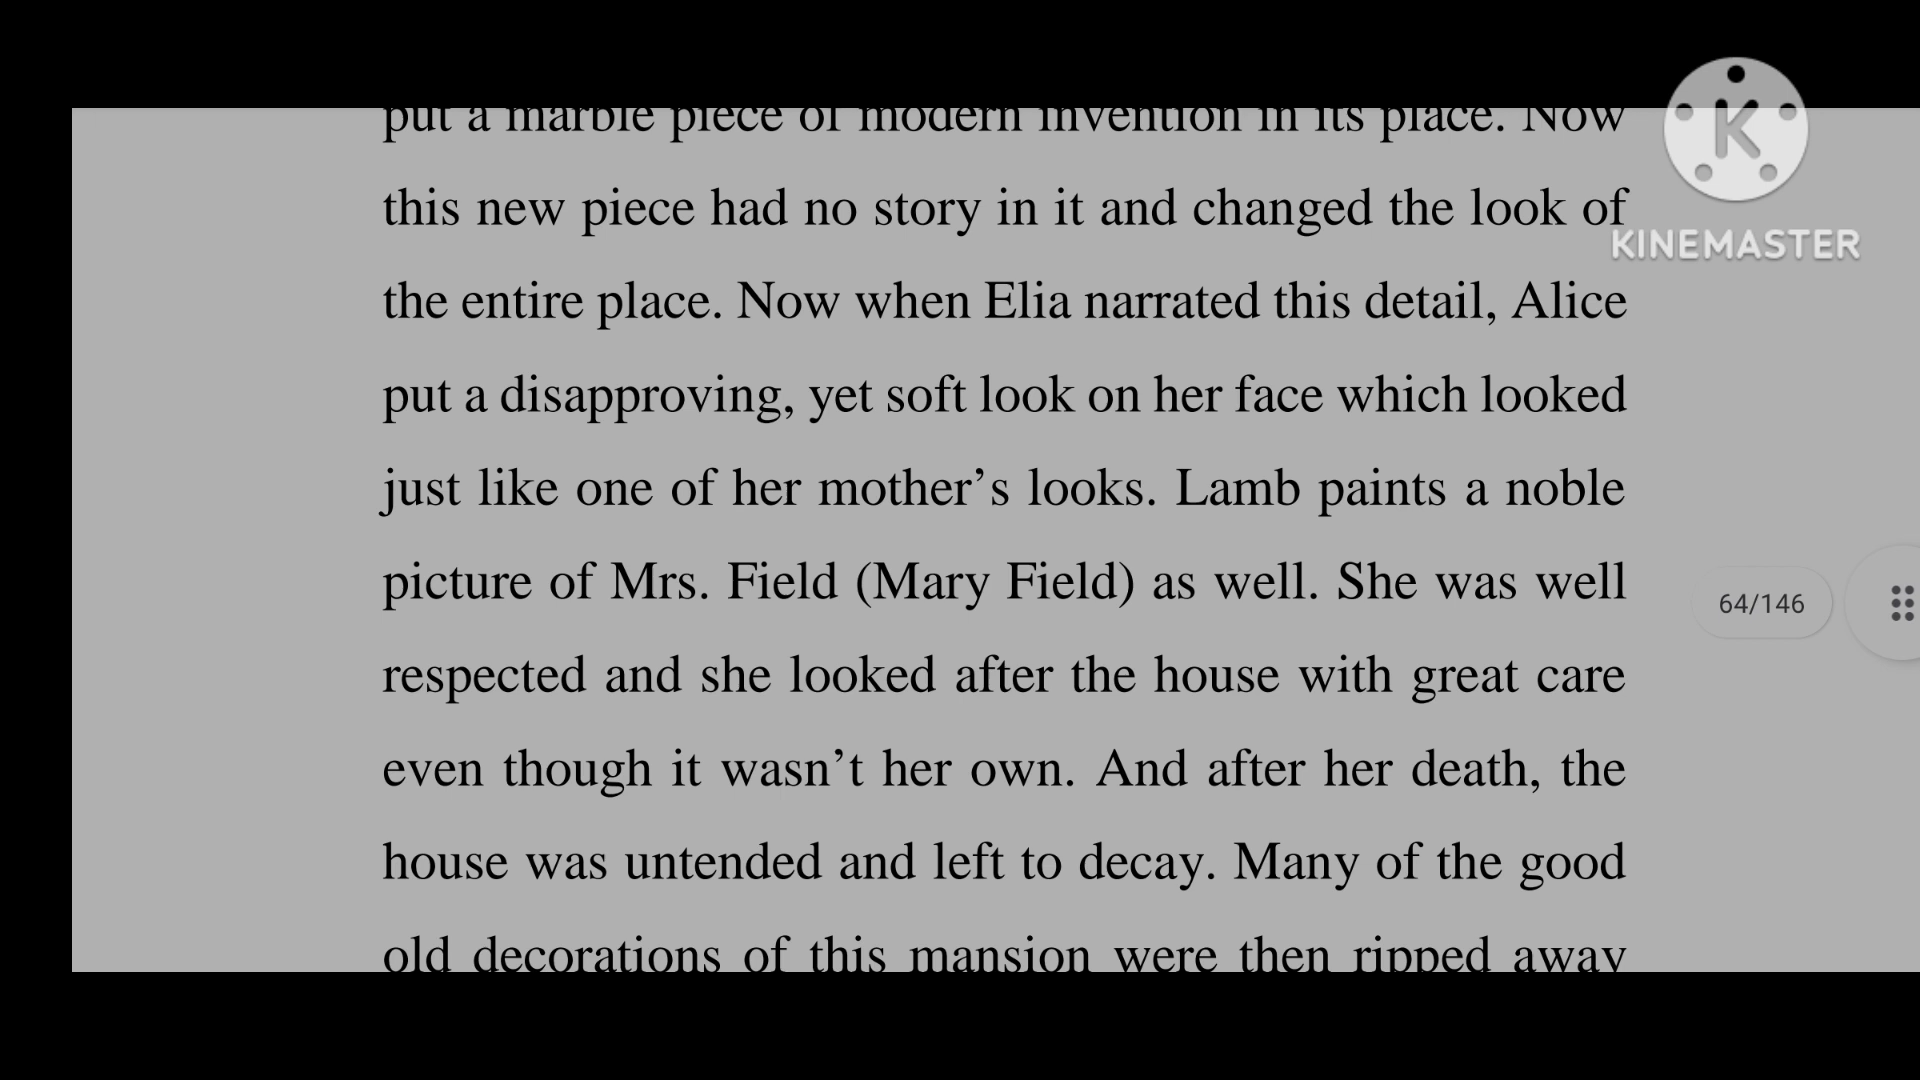 put a marble piece of modern invention in its place. Now
this new piece had no story in it and changed the look of
the entire place. Now when Elia narrated this detail, Alice
put a disapproving, yet soft look on her face which looked
just like one of her mother’s looks. Lamb paints a noble
picture of Mrs. Field (Mary Field) as well. She was well
respected and she looked after the house with great care
even though it wasn’t her own. And after her death, the
house was untended and left to decay. Many of the good
old decorations of this mansion were then ripped away
K
KINEMASTER
64/146